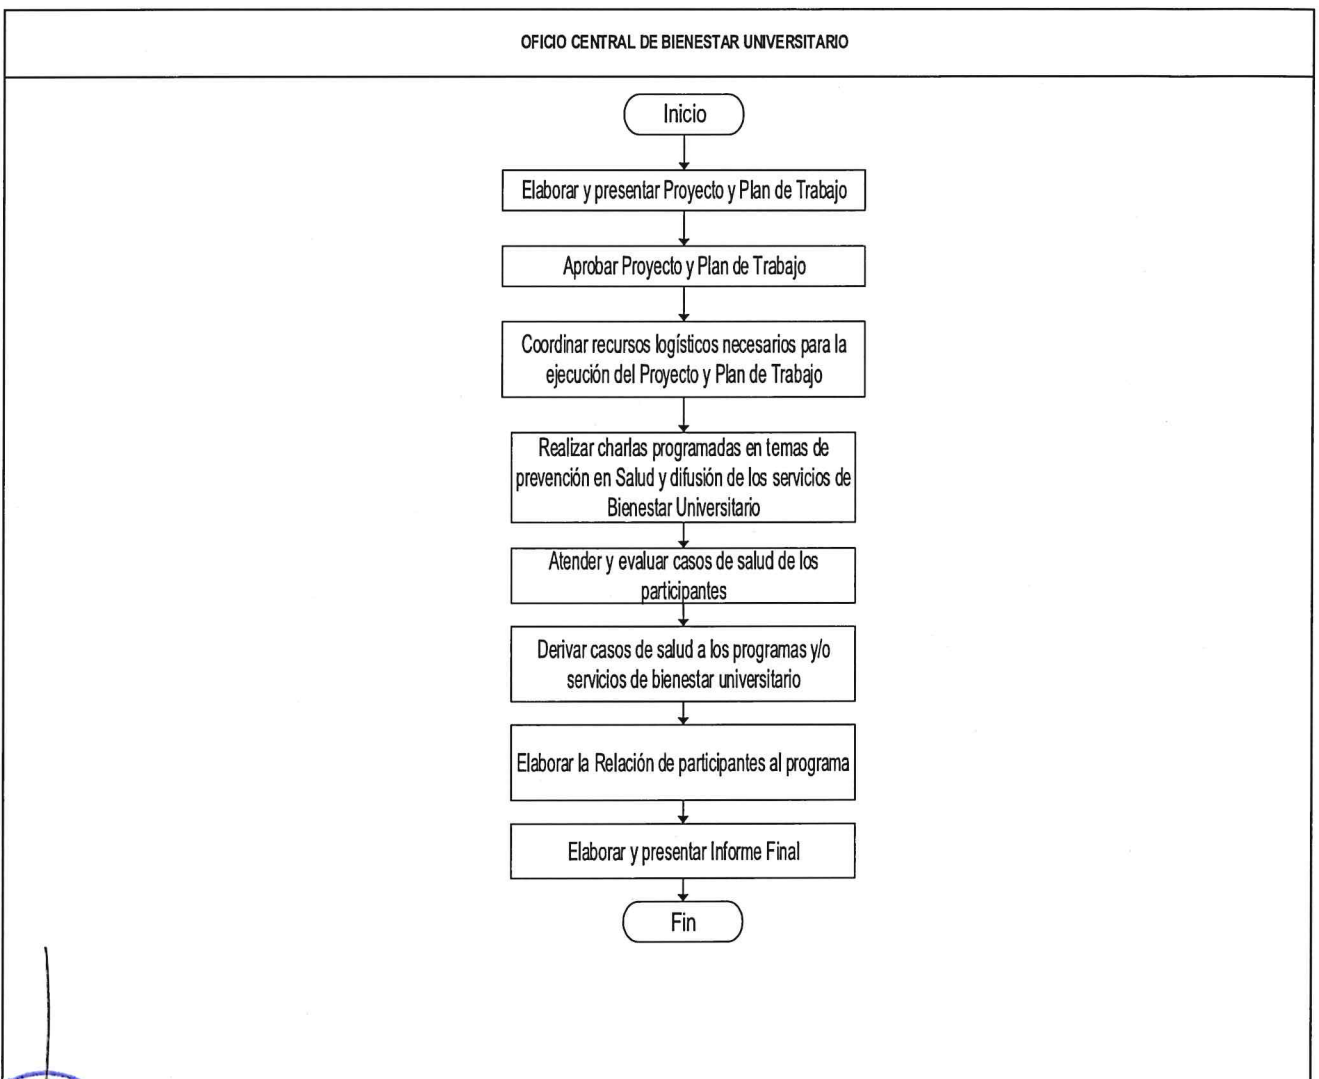 OFICIO CENTRAL DE BIENESTAR UNIVERSITARIO
Inicio
Elaborar y presentar Proyecto y Plan de Trabajo
Aprobar Proyecto y Plan de Trabajo
Coordinar recursos logísticos necesarios para la
ejecución del Proyecto y Plan de Trabajo
Realizar charlas programadas en temas de
prevención en Salud y difusión de los servicios de
Bienestar Universitario
Atender y evaluar casos de salud de los
participantes
Derivar casos de salud a los programas y/o
servicios de bienestar universitario
Elaborar la Relación de participantes al programa
Elaborar y presentar Informe Final
Fin